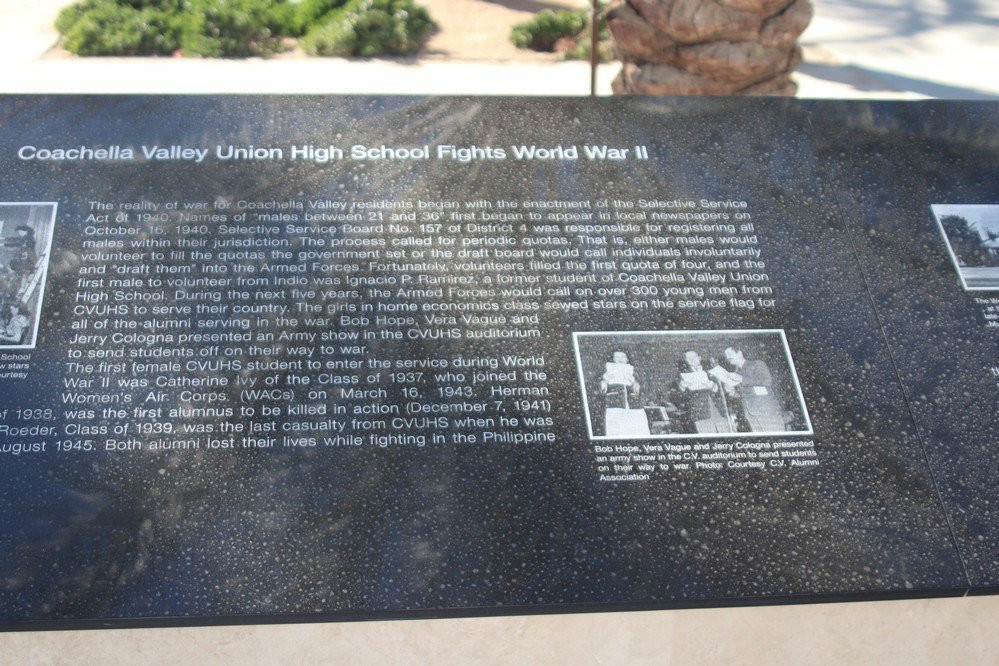 Coachella Valley Union High School Fights World War II
The reality of war for Coachella Valley residents began with the enactment of the Selective Service
Act of 1940. Names of "males between 21 and 36" first began to appear in local newspapers on
October 16, 1940. Selective Service Board No. 157 of District 4 was responsible for registering all
males within their jurisdiction. The process called for periodic quotas. That is, either males would
volunteer to fill the quotas the government set or the draft board would call individuals involuntarily
and "draft them" into the Armed Forces. Fortunately, volunteers filled the first quote of four, and the
first male to volunteer from Indio was Ignacio P. Ramirez, a former student of Coachella Valley Union
High School. During the next five years, the Armed Forces would call on over 300 young men from
CVUHS to serve their country. The girls in home economics class sewed stars on the service flag for
all of the alumni serving in the war. Bob Hope, Vera Vague and
Jerry Cologna presented an Army show in the CVUHS auditorium
to send students off on their way to war.
The first female CVUHS student to enter the service during World
War II was Catherine Ivy of the Class of 1937, who joined the
Women's Air Corps. (WACs) on March 16, 1943. Herman
of 1938, was the first alumnus to be killed in action (December 7, 1941)
Roeder, Class of 1939, was the last casualty from CVUHS when he was
August 1945. Both alumni lost their lives while fighting in the Philippine
School
w stars
urtesy
Bob Hope, Vera Vague and Jerry Cologna presented
an army show in the C.V. auditorium to send students
on their way to war. Photo: Courtesy C.V. Alumni
Association
The W